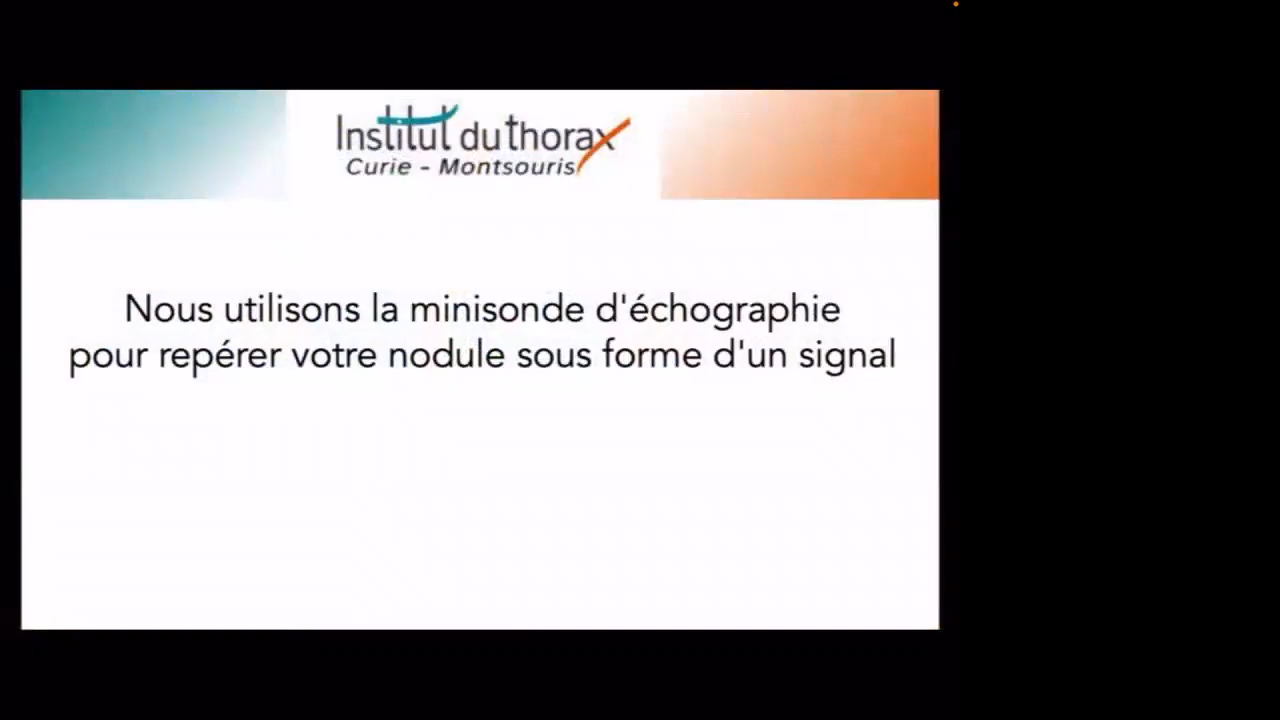 Institut du thorax
Curie - Montsouris
Nous utilisons la minisonde d'échographie
pour repérer votre nodule sous forme d'un signal